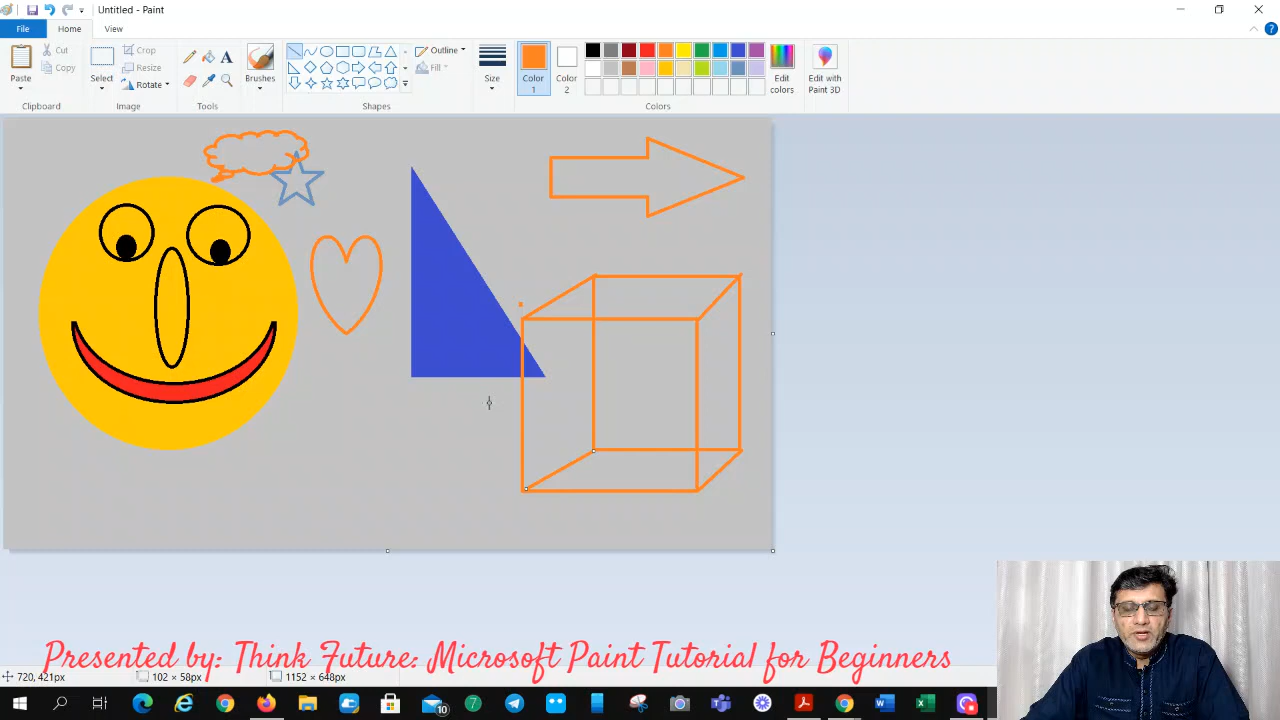 Untitled - Paint
File Home View
Paste
Cut
Copy
Clipboard
Select
Crop
Resize
Rotate
Image
A
Tools
Brushes
Shapes
Outline
Fill
Size
Color 1
Color 2
Edit colors
Edit with Paint 3D
Colors
Presented by: Think Future: Microsoft Paint Tutorial for Beginners
720, 421px 102 × 58px 1152 × 648px
10
7